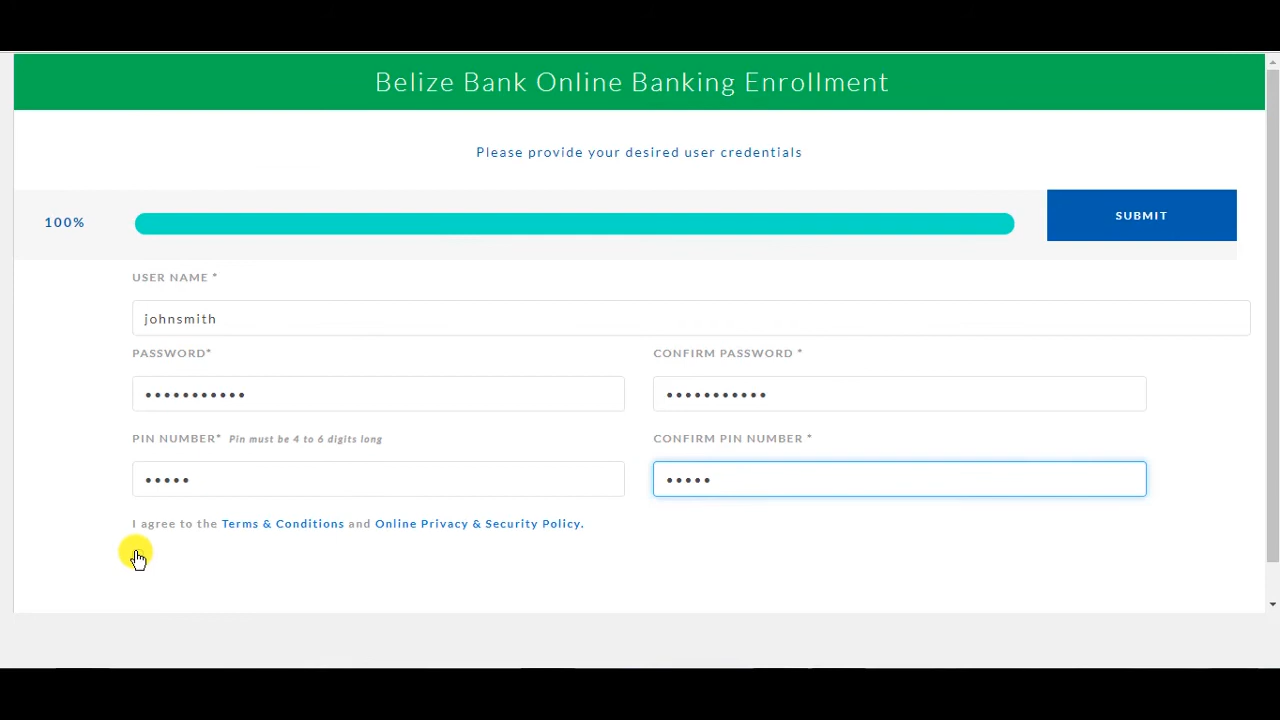 Belize Bank Online Banking Enrollment
Please provide your desired user credentials
100%
SUBMIT
USER NAME *
johnsmith
PASSWORD*
CONFIRM PASSWORD *
•••••••••••
•••••••••••
PIN NUMBER* Pin must be 4 to 6 digits long
CONFIRM PIN NUMBER *
•••••
•••••
I agree to the Terms & Conditions and Online Privacy & Security Policy.